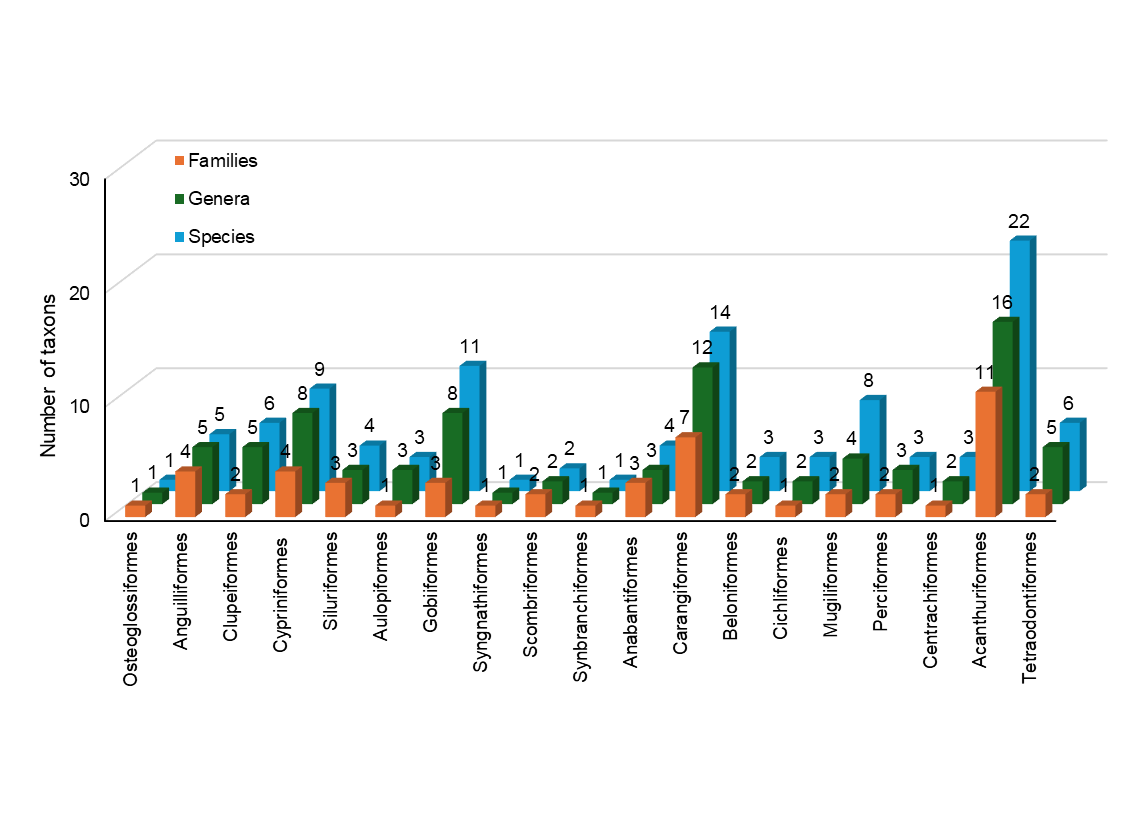 Families
Genera
Species
Number of taxons
30
20
10
0
1 1 1
4 5 5
2 5 6
4 8 9
3 3 4
1 3 3
3 8 11
1 1 1
2 2 2
1 1 1
3 3 4
7 12 14
2 2 3
1 2 3
2 4 8
2 3 3
1 2 3
11 16 22
2 5 6
Osteoglossiformes
Anguilliformes
Clupeiformes
Cypriniformes
Siluriformes
Aulopiformes
Gobliformes
Syngnathiformes
Scombriformes
Synbranchiformes
Anabantiformes
Carangiformes
Beloniformes
Cichliformes
Mugiliformes
Perciformes
Centrachiformes
Acanthuriformes
Tetraodontiformes